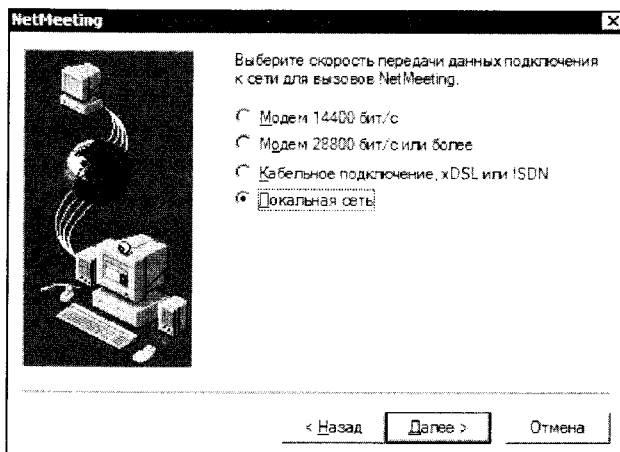 NetMeeting
Выберите скорость передачи данных подключения
к сети для вызовов NetMeeting.
Модем 14400 бит/с
Модем 28800 бит/с или более
Кабельное подключение, xDSL или ISDN
Локальная сеть
< Назад
Далее >
Отмена